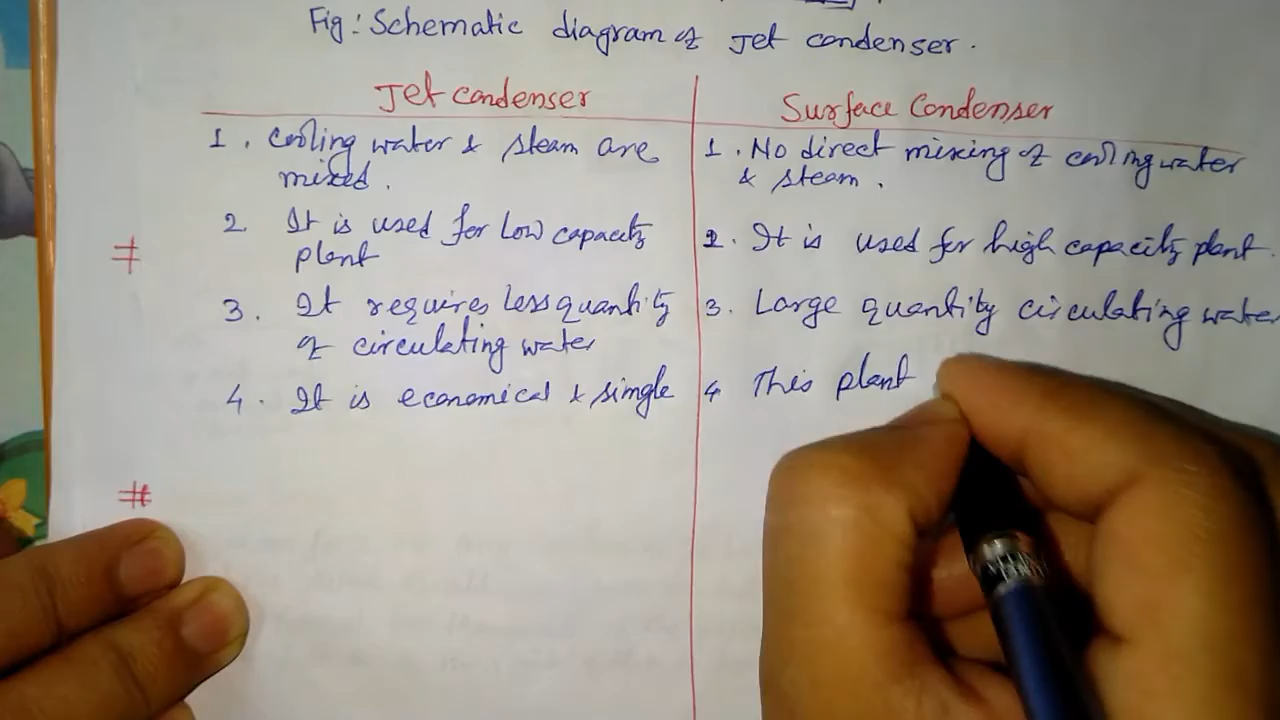 Fig: Schematic diagram of Jet condenser.
Jet condenser
Surface Condenser
1. Cooling water & steam are
mixed.
2. It is used for low capacity
plant
3. It requires less quantity
of circulating water
4. It is economical & single
1. No direct mixing of cooling water
& steam.
2. It is used for high capacity plant.
3. Large quantity circulating water
4 This plant
#
#